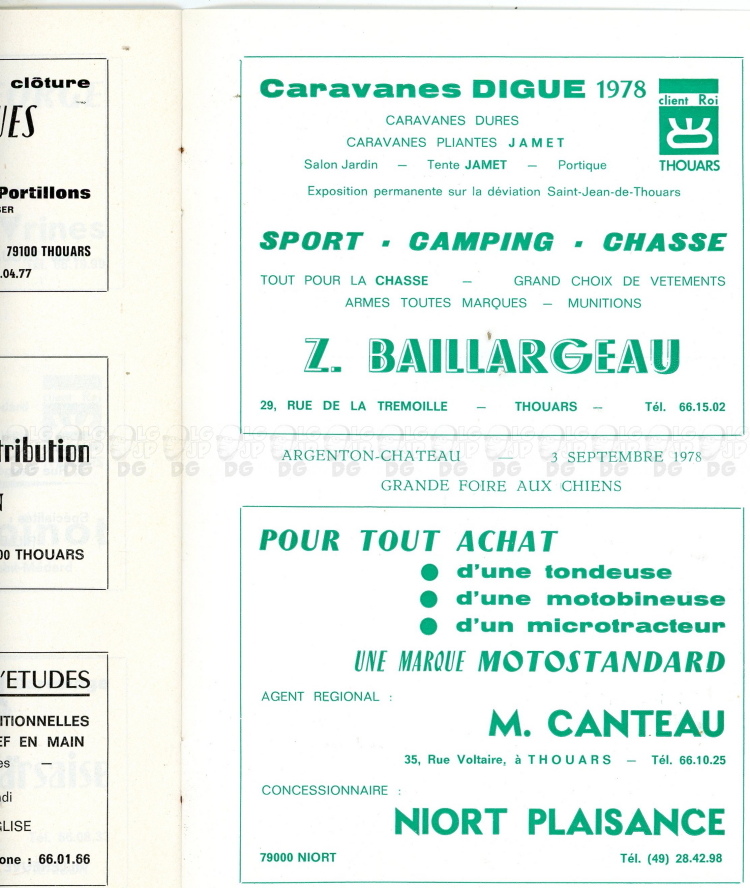 clôture
UES
Portillons
79100 THOUARS
.04.77
tribution
00 THOUARS
'ETUDES
ITIONNELLES
EF EN MAIN
es —
di
GLISE
one : 66.01.66
Caravanes DIGUE 1978
client Roi
THOUARS
CARAVANES DURES
CARAVANES PLIANTES JAMET
Salon Jardin — Tente JAMET — Portique
Exposition permanente sur la déviation Saint-Jean-de-Thouars
SPORT - CAMPING - CHASSE
TOUT POUR LA CHASSE — GRAND CHOIX DE VETEMENTS
ARMES TOUTES MARQUES — MUNITIONS
Z. BAILLARGEAU
29, RUE DE LA TREMOILLE — THOUARS — Tél. 66.15.02
ARGENTON-CHATEAU — 3 SEPTEMBRE 1978
GRANDE FOIRE AUX CHIENS
POUR TOUT ACHAT
● d'une tondeuse
● d'une motobineuse
● d'un microtracteur
UNE MARQUE MOTOSTANDARD
AGENT REGIONAL :
M. CANTEAU
35, Rue Voltaire, à THOUARS — Tél. 66.10.25
CONCESSIONNAIRE :
NIORT PLAISANCE
79000 NIORT Tél. (49) 28.42.98